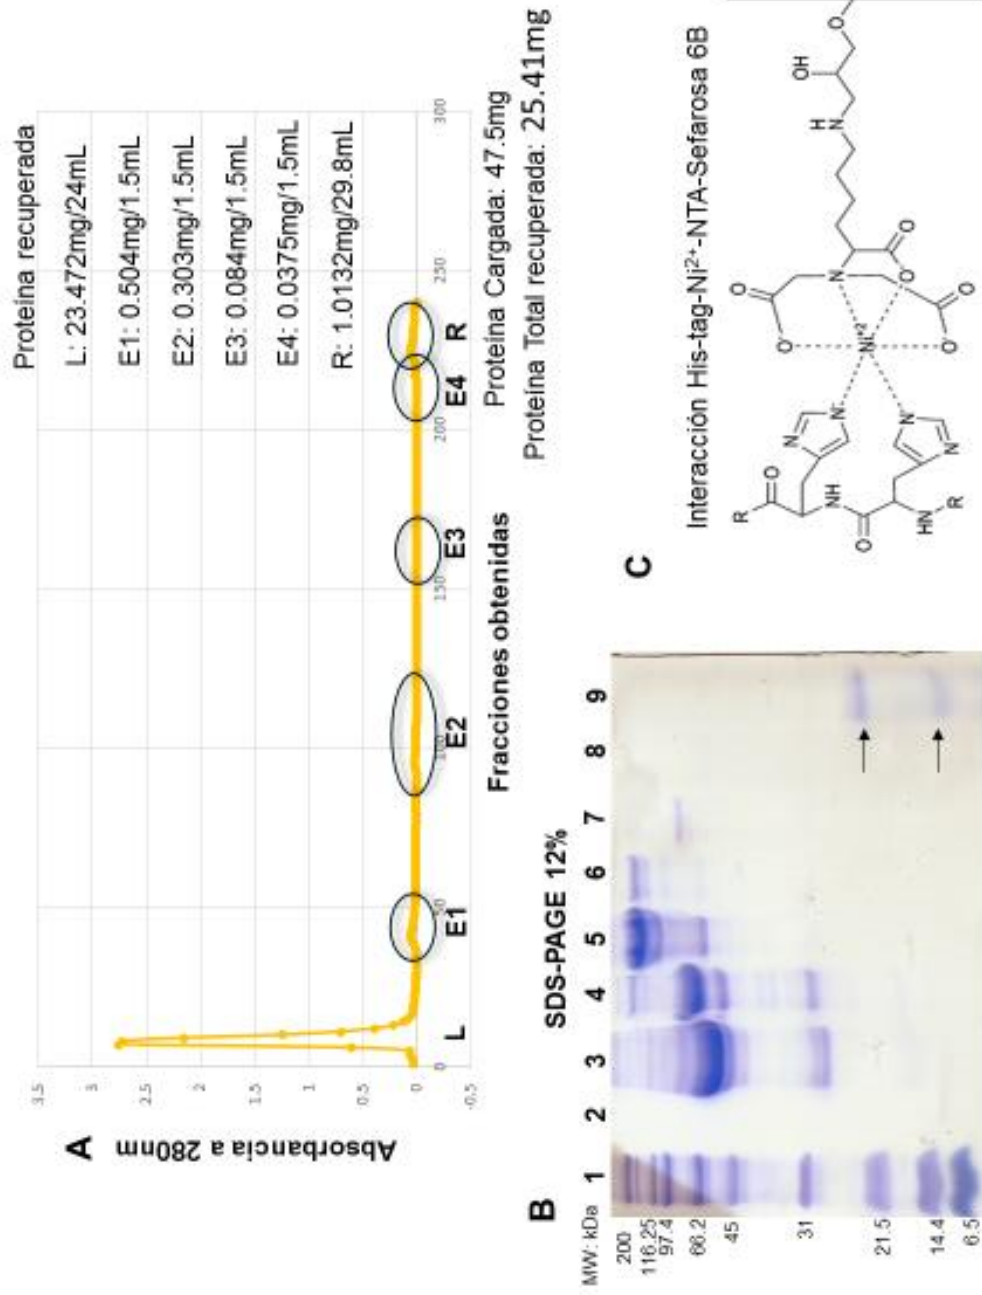 A
Absorbancia a 280nm
3.5
3
2.5
2
1.5
1
0.5
0
-0.5
0
50
100
150
200
250
300
L
E1
E2
E3
E4
R
Fracciones obtenidas
Proteína recuperada
L: 23.472mg/24mL
E1: 0.504mg/1.5mL
E2: 0.303mg/1.5mL
E3: 0.084mg/1.5mL
E4: 0.0375mg/1.5mL
R: 1.0132mg/29.8mL
Proteína Cargada: 47.5mg
Proteína Total recuperada: 25.41mg
B
SDS-PAGE 12%
MW: kDa
1 2 3 4 5 6 7 8 9
200
116.25
97.4
66.2
45
31
21.5
14.4
6.5
C
Interacción His-tag-Ni²⁺-NTA-Sefarosa 6B
R
O
NH
O
HN
R
N
N
N
N
Ni⁺²
O
O
N
O
O
O
O
H
N
OH
O